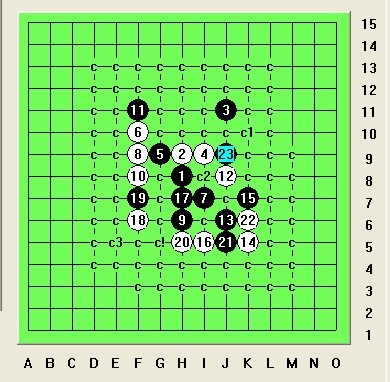 15
14
c c c c c c c c c 13
c c c c c c c c c 12
c c 11 c c c 3 c c 11
c c 6 c c c c c1 c 10
c c 8 5 2 4 23 c c 9
c c 10 c 1 c2 12 c c c 8
c c 19 c 17 7 c 15 c c 7
c c 18 c 9 c 13 22 c c 6
c c3 c c! 20 16 21 14 c c 5
c c c c c c c c c c 4
c c c c c c c c 3
2
1
A B C D E F G H I J K L M N O